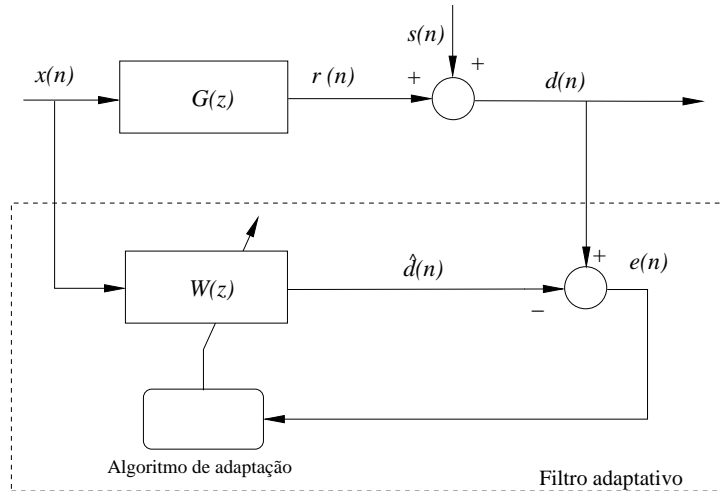 s(n)
x(n)
G(z)
r (n)
+
+
d(n)
W(z)
d̂(n)
+
−
e(n)
Algoritmo de adaptação
Filtro adaptativo